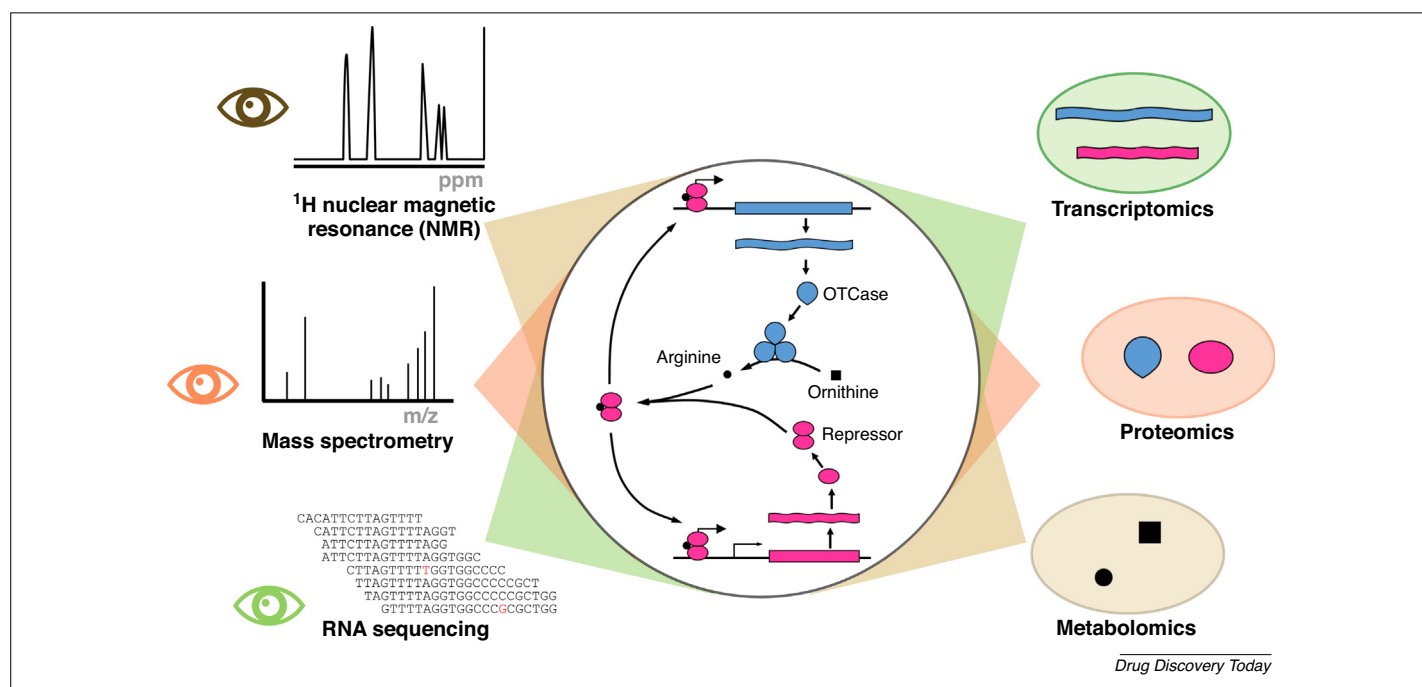 ppm
¹H nuclear magnetic
resonance (NMR)
m/z
Mass spectrometry
CACATTCTTAGTTTT
CATTCTTAGTTTTAGGT
ATTCTTAGTTTTAGG
ATTCTTAGTTTTAGGTGGC
CTTAGTTTTTGGTGGCCCC
TTAGTTTTAGGTGGCCCCCGCT
TAGTTTTAGGTGGCCCCCGCTGG
GTTTTAGGTGGCCCGCGCTGG
RNA sequencing
OTCase
Arginine
Ornithine
Repressor
Transcriptomics
Proteomics
Metabolomics
Drug Discovery Today